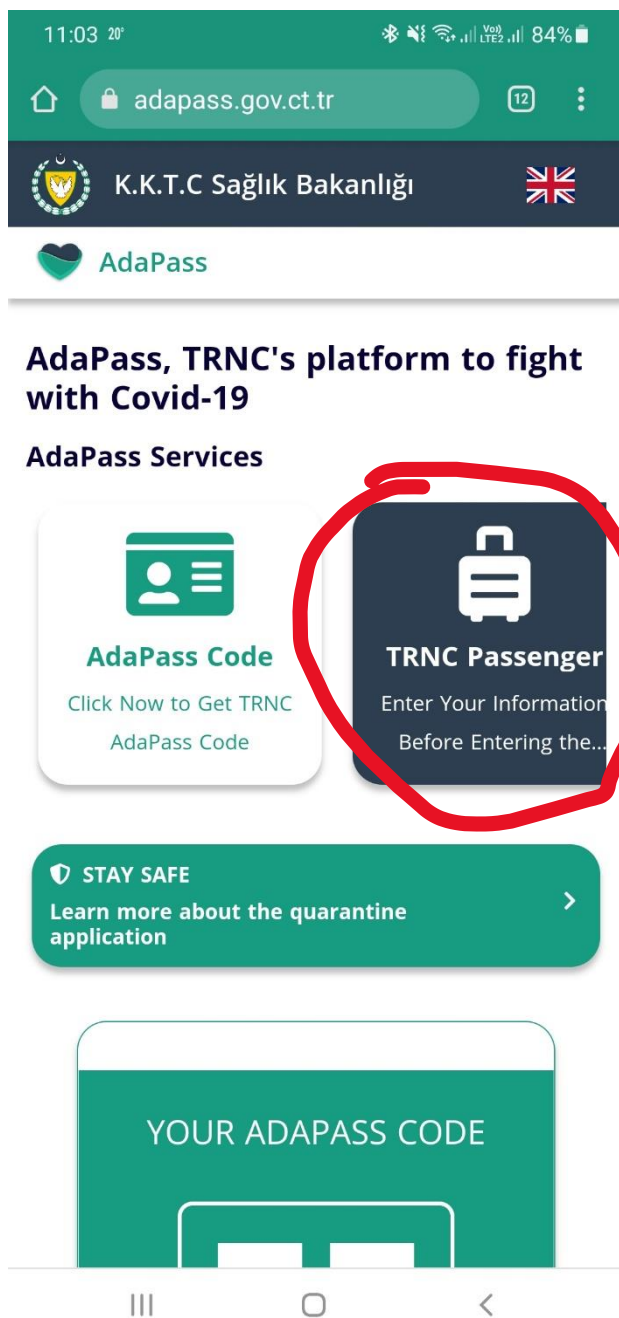 11:03 20° Vo)) LTE2 84%
adapass.gov.ct.tr 12
K.K.T.C Sağlık Bakanlığı
AdaPass
AdaPass, TRNC's platform to fight
with Covid-19
AdaPass Services
AdaPass Code
Click Now to Get TRNC
AdaPass Code
TRNC Passenger
Enter Your Information
Before Entering the...
STAY SAFE
Learn more about the quarantine
application
YOUR ADAPASS CODE